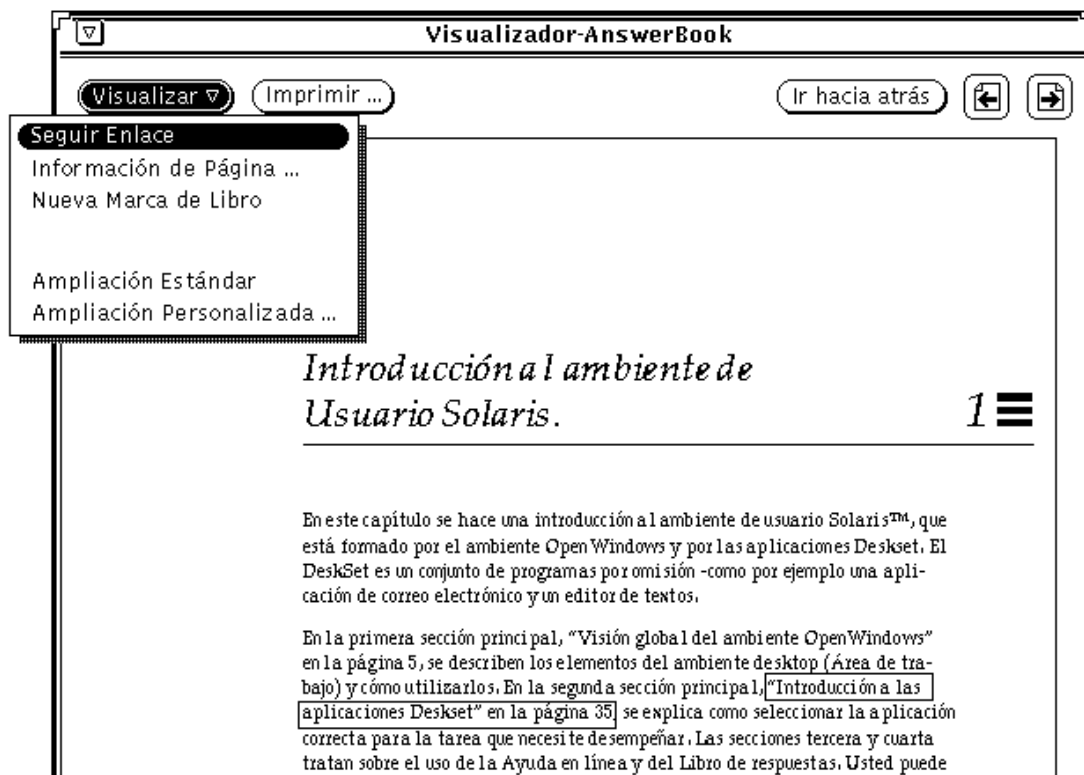 Visualizador-AnswerBook
Visualizar Imprimir ... Ir hacia atrás
Seguir Enlace
Información de Página ...
Nueva Marca de Libro
Ampliación Estándar
Ampliación Personalizada ...
Introducción al ambiente de
Usuario Solaris. 1
En este capítulo se hace una introducción al ambiente de usuario Solaris™, que
está formado por el ambiente Open Windows y por las aplicaciones Deskset. El
DeskSet es un conjunto de programas por omisión -como por ejemplo una apli-
cación de correo electrónico y un editor de textos.
En la primera sección principal, “Visión global del ambiente OpenWindows”
en la página 5, se describen los elementos del ambiente desktop (Área de tra-
bajo) y cómo utilizarlos. En la segunda sección principal, “Introducción a las
aplicaciones Deskset” en la página 35, se explica como seleccionar la aplicación
correcta para la tarea que necesite desempeñar. Las secciones tercera y cuarta
tratan sobre el uso de la Ayuda en línea y del Libro de respuestas. Usted puede